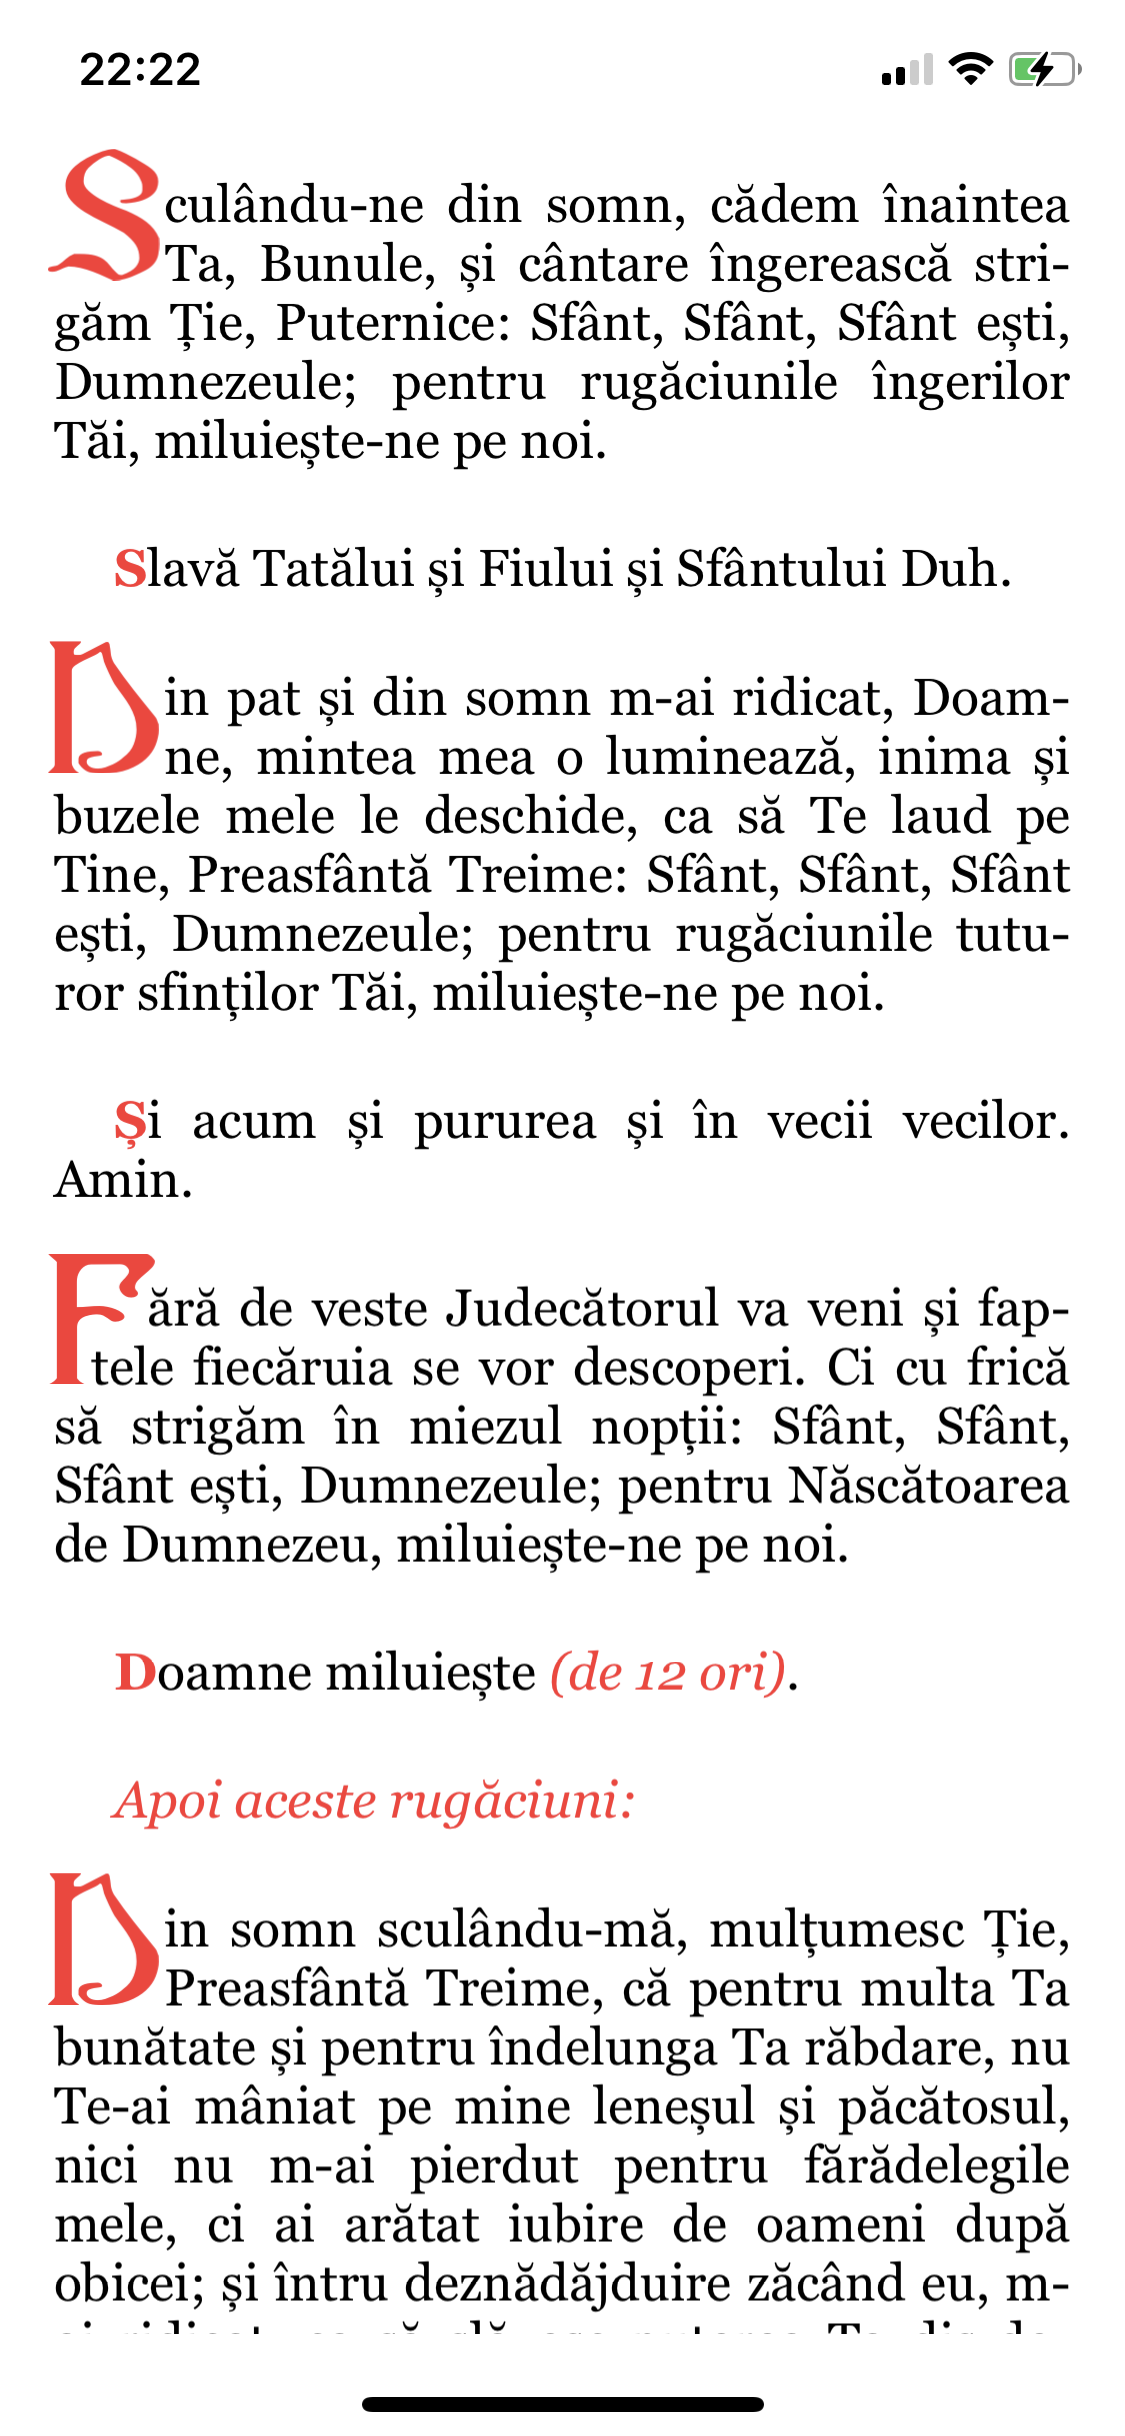 22:22
Sculându-ne din somn, cădem înaintea
Ta, Bunule, și cântare îngerească stri-
găm Ție, Puternice: Sfânt, Sfânt, Sfânt ești,
Dumnezeule; pentru rugăciunile îngerilor
Tăi, miluiește-ne pe noi.
Slavă Tatălui și Fiului și Sfântului Duh.
Din pat și din somn m-ai ridicat, Doam-
ne, mintea mea o luminează, inima și
buzele mele le deschide, ca să Te laud pe
Tine, Preasfântă Treime: Sfânt, Sfânt, Sfânt
ești, Dumnezeule; pentru rugăciunile tutu-
ror sfinților Tăi, miluiește-ne pe noi.
Și acum și pururea și în vecii vecilor.
Amin.
Fără de veste Judecătorul va veni și fap-
tele fiecăruia se vor descoperi. Ci cu frică
să strigăm în miezul nopții: Sfânt, Sfânt,
Sfânt ești, Dumnezeule; pentru Născătoarea
de Dumnezeu, miluiește-ne pe noi.
Doamne miluiește (de 12 ori).
Apoi aceste rugăciuni:
Din somn sculându-mă, mulțumesc Ție,
Preasfântă Treime, că pentru multa Ta
bunătate și pentru îndelunga Ta răbdare, nu
Te-ai mâniat pe mine leneșul și păcătosul,
nici nu m-ai pierdut pentru fărădelegile
mele, ci ai arătat iubire de oameni după
obicei; și întru deznădăjduire zăcând eu, m-